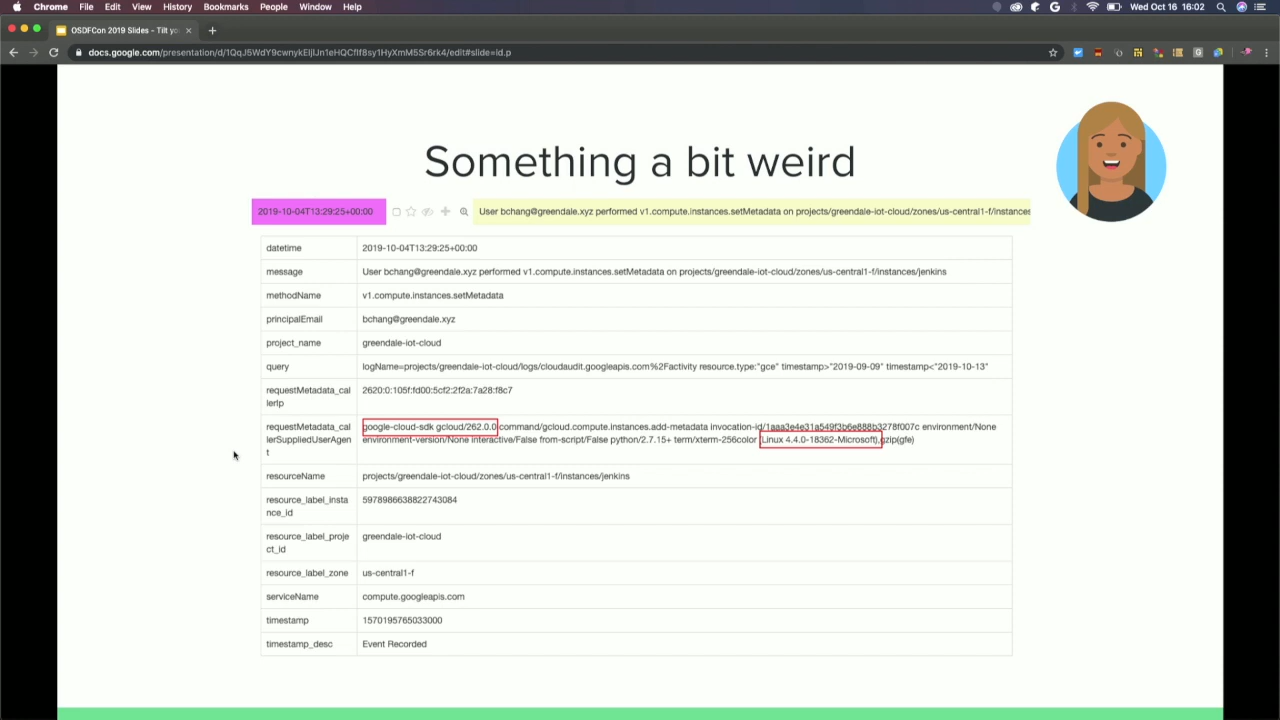 Chrome File Edit View History Bookmarks People Window Help Wed Oct 16 16:02
OSDFCon 2019 Slides - Tilt yo
docs.google.com/presentation/d/1QqJ5WdY9cwnykEIjUn1eHQCfIf8sy1HyXmM5Sr6rk4/edit#slide=id.p
Something a bit weird
2019-10-04T13:29:25+00:00 User bchang@greendale.xyz performed v1.compute.instances.setMetadata on projects/greendale-iot-cloud/zones/us-central1-f/instances
datetime 2019-10-04T13:29:25+00:00
message User bchang@greendale.xyz performed v1.compute.instances.setMetadata on projects/greendale-iot-cloud/zones/us-central1-f/instances/jenkins
methodName v1.compute.instances.setMetadata
principalEmail bchang@greendale.xyz
project_name greendale-iot-cloud
query logName=projects/greendale-iot-cloud/logs/cloudaudit.googleapis.com%2Factivity resource.type:"gce" timestamp>"2019-09-09" timestamp<"2019-10-13"
requestMetadata_ca 2620:0:105f:fd00:5cf2:2f2a:7a28:f8c7
llerIp
requestMetadata_ca google-cloud-sdk gcloud/262.0.0 command/gcloud.compute.instances.add-metadata invocation-id/1aaa3e4e31a549f3b6e888b3278f007c environment/None
llerSuppliedUserAgen environment-version/None interactive/False from-script/False python/2.7.15+ term/xterm-256color (Linux 4.4.0-18362-Microsoft),gzip(gfe)
t
resourceName projects/greendale-iot-cloud/zones/us-central1-f/instances/jenkins
resource_label_insta 5978986638822743084
nce_id
resource_label_proje greendale-iot-cloud
ct_id
resource_label_zone us-central1-f
serviceName compute.googleapis.com
timestamp 1570195765033000
timestamp_desc Event Recorded